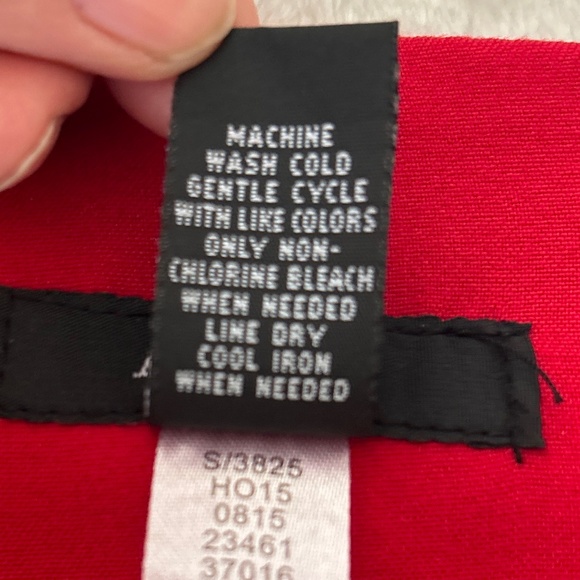 MACHINE
WASH COLD
GENTLE CYCLE
WITH LIKE COLORS
ONLY NON-
CHLORINE BLEACH
WHEN NEEDED
LINE DRY
COOL IRON
WHEN NEEDED
S/3825
HO15
0815
23461
37016